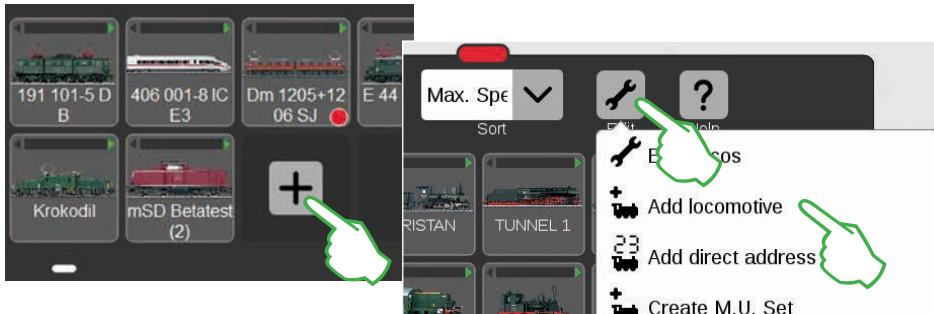 191 101-5 D
B
406 001-8 IC
E3
Dm 1205+12
06 SJ
E 44
Krokodil
mSD Betatest
(2)
Max. Spe
Sort
?
RISTAN
TUNNEL 1
Add locomotive
23
Add direct address
Create M.U. Set